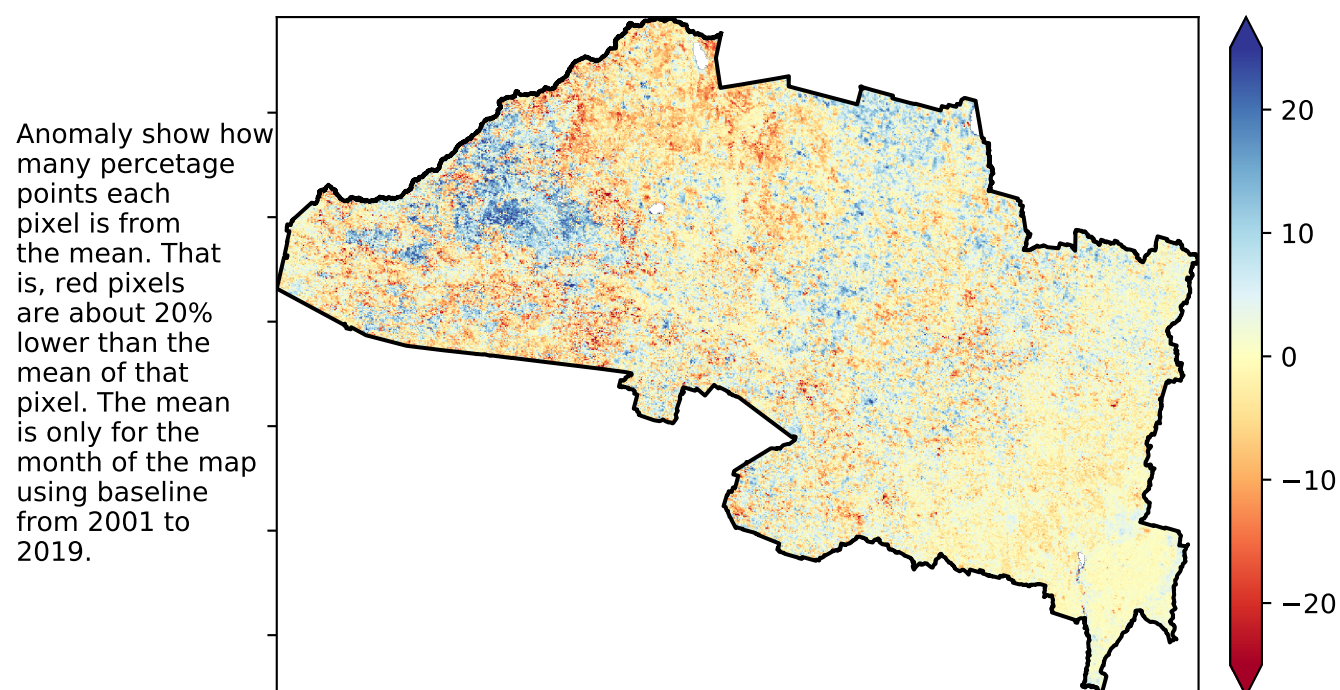 Anomaly show how
many percetage
points each
pixel is from
the mean. That
is, red pixels
are about 20%
lower than the
mean of that
pixel. The mean
is only for the
month of the map
using baseline
from 2001 to
2019.
20
10
0
−10
−20